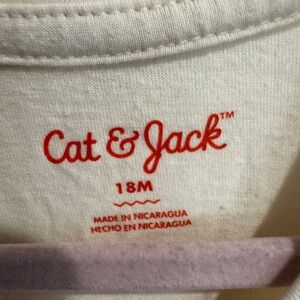 Cat & Jack™
18M
MADE IN NICARAGUA
HECHO EN NICARAGUA